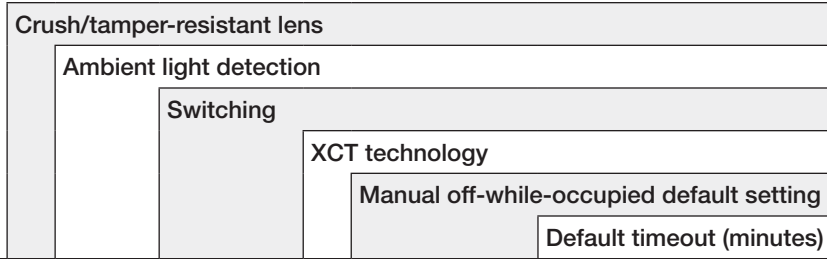 Crush/tamper-resistant lens
Ambient light detection
Switching
XCT technology
Manual off-while-occupied default setting
Default timeout (minutes)